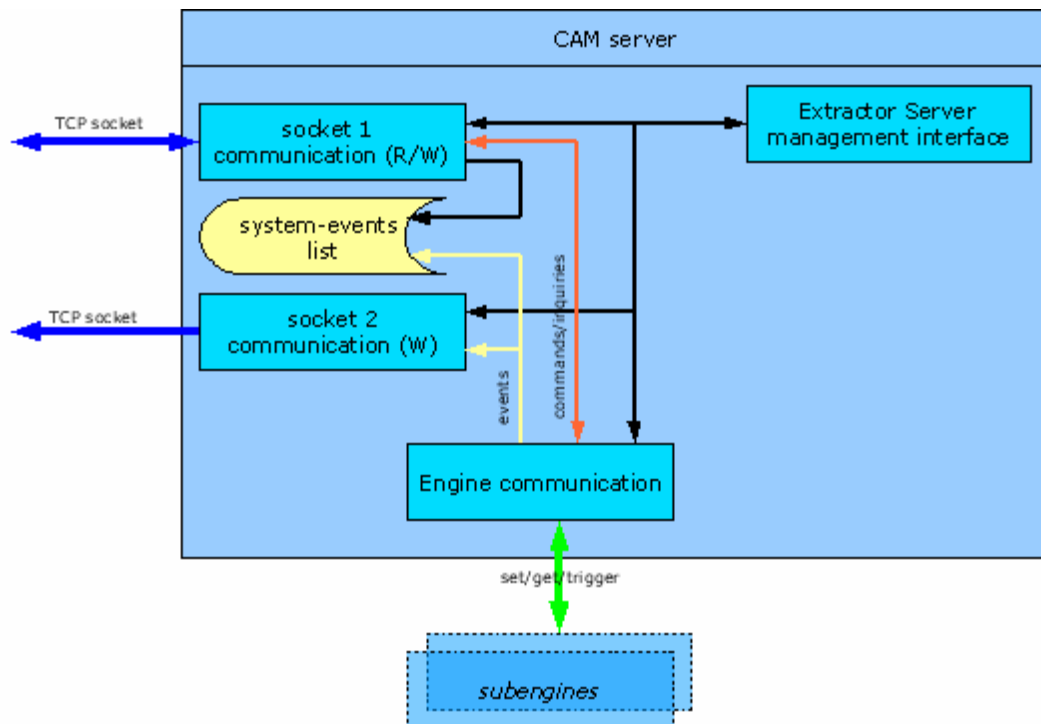 CAM server
TCP socket
socket 1
communication (R/W)
Extractor Server
management interface
system-events
list
TCP socket
socket 2
communication (W)
events
commands/inquiries
Engine communication
set/get/trigger
subengines